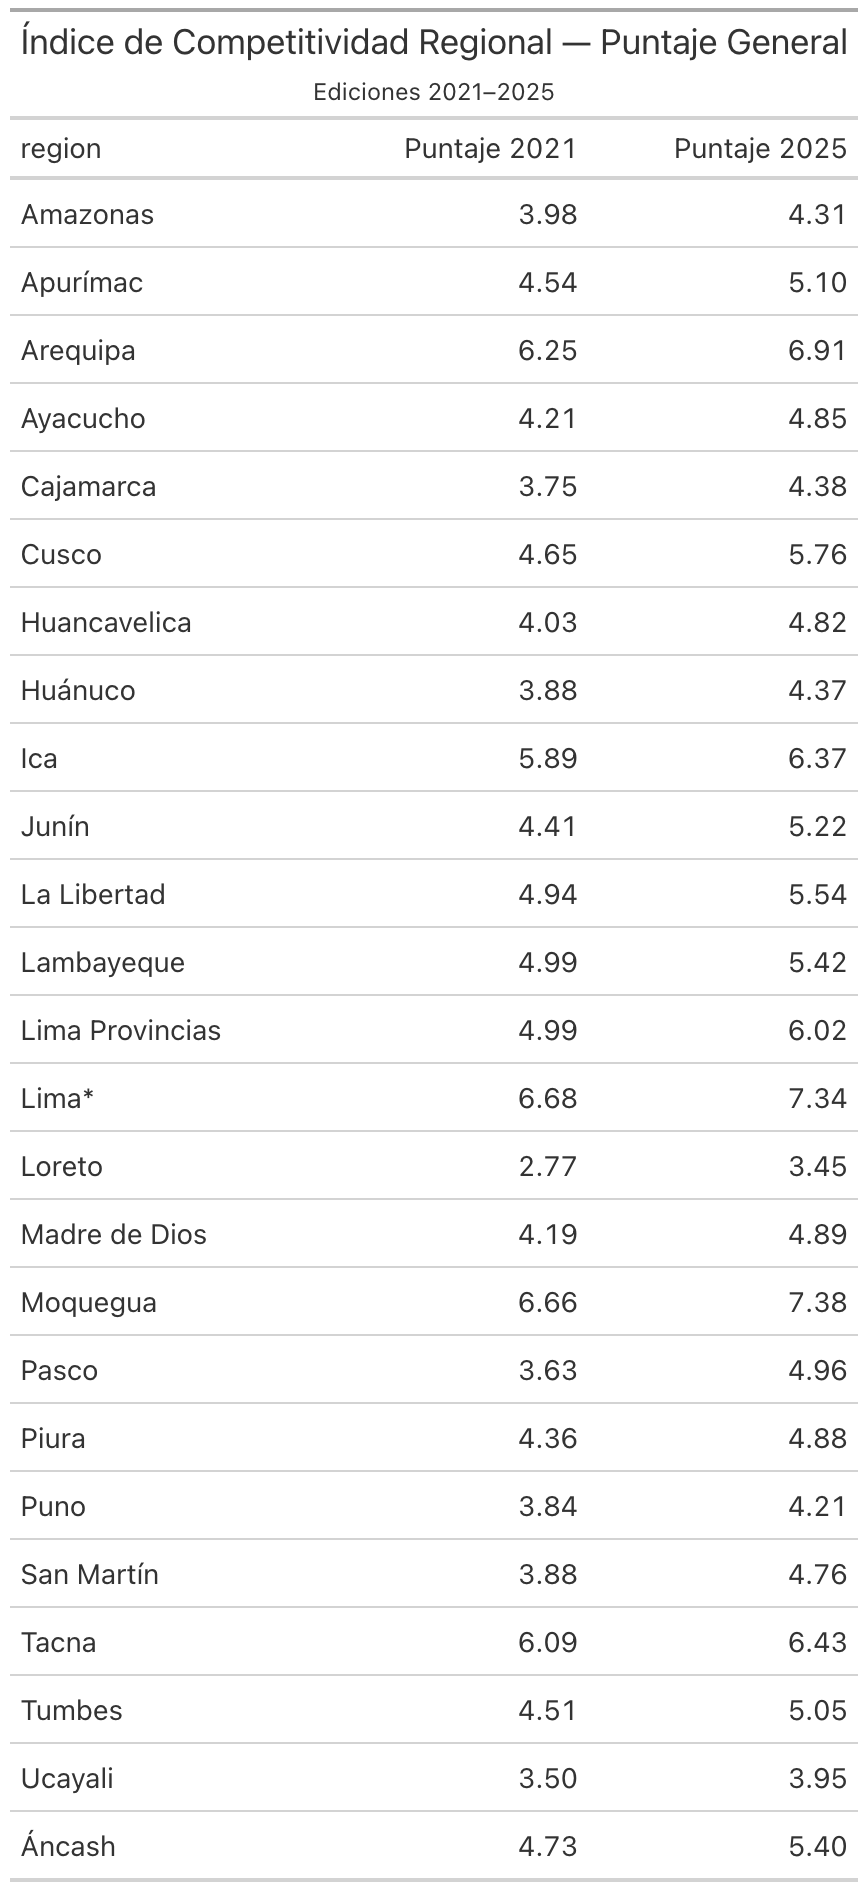 Índice de Competitividad Regional — Puntaje General
Ediciones 2021–2025
region Puntaje 2021 Puntaje 2025
Amazonas 3.98 4.31
Apurímac 4.54 5.10
Arequipa 6.25 6.91
Ayacucho 4.21 4.85
Cajamarca 3.75 4.38
Cusco 4.65 5.76
Huancavelica 4.03 4.82
Huánuco 3.88 4.37
Ica 5.89 6.37
Junín 4.41 5.22
La Libertad 4.94 5.54
Lambayeque 4.99 5.42
Lima Provincias 4.99 6.02
Lima* 6.68 7.34
Loreto 2.77 3.45
Madre de Dios 4.19 4.89
Moquegua 6.66 7.38
Pasco 3.63 4.96
Piura 4.36 4.88
Puno 3.84 4.21
San Martín 3.88 4.76
Tacna 6.09 6.43
Tumbes 4.51 5.05
Ucayali 3.50 3.95
Áncash 4.73 5.40